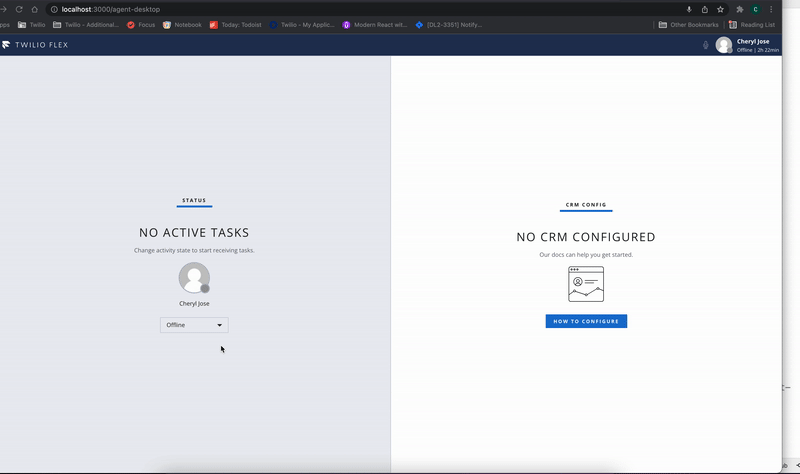 localhost:3000/agent-desktop
pps Twilio Twilio - Additional... Focus Notebook Today: Todoist Twilio - My Applic... Modern React wit... [DL2-3351] Notify... Other Bookmarks Reading List
TWILIO FLEX
Cheryl Jose
Offline | 2h 22min
STATUS
NO ACTIVE TASKS
Change activity state to start receiving tasks.
Cheryl Jose
Offline
CRM CONFIG
NO CRM CONFIGURED
Our docs can help you get started.
HOW TO CONFIGURE